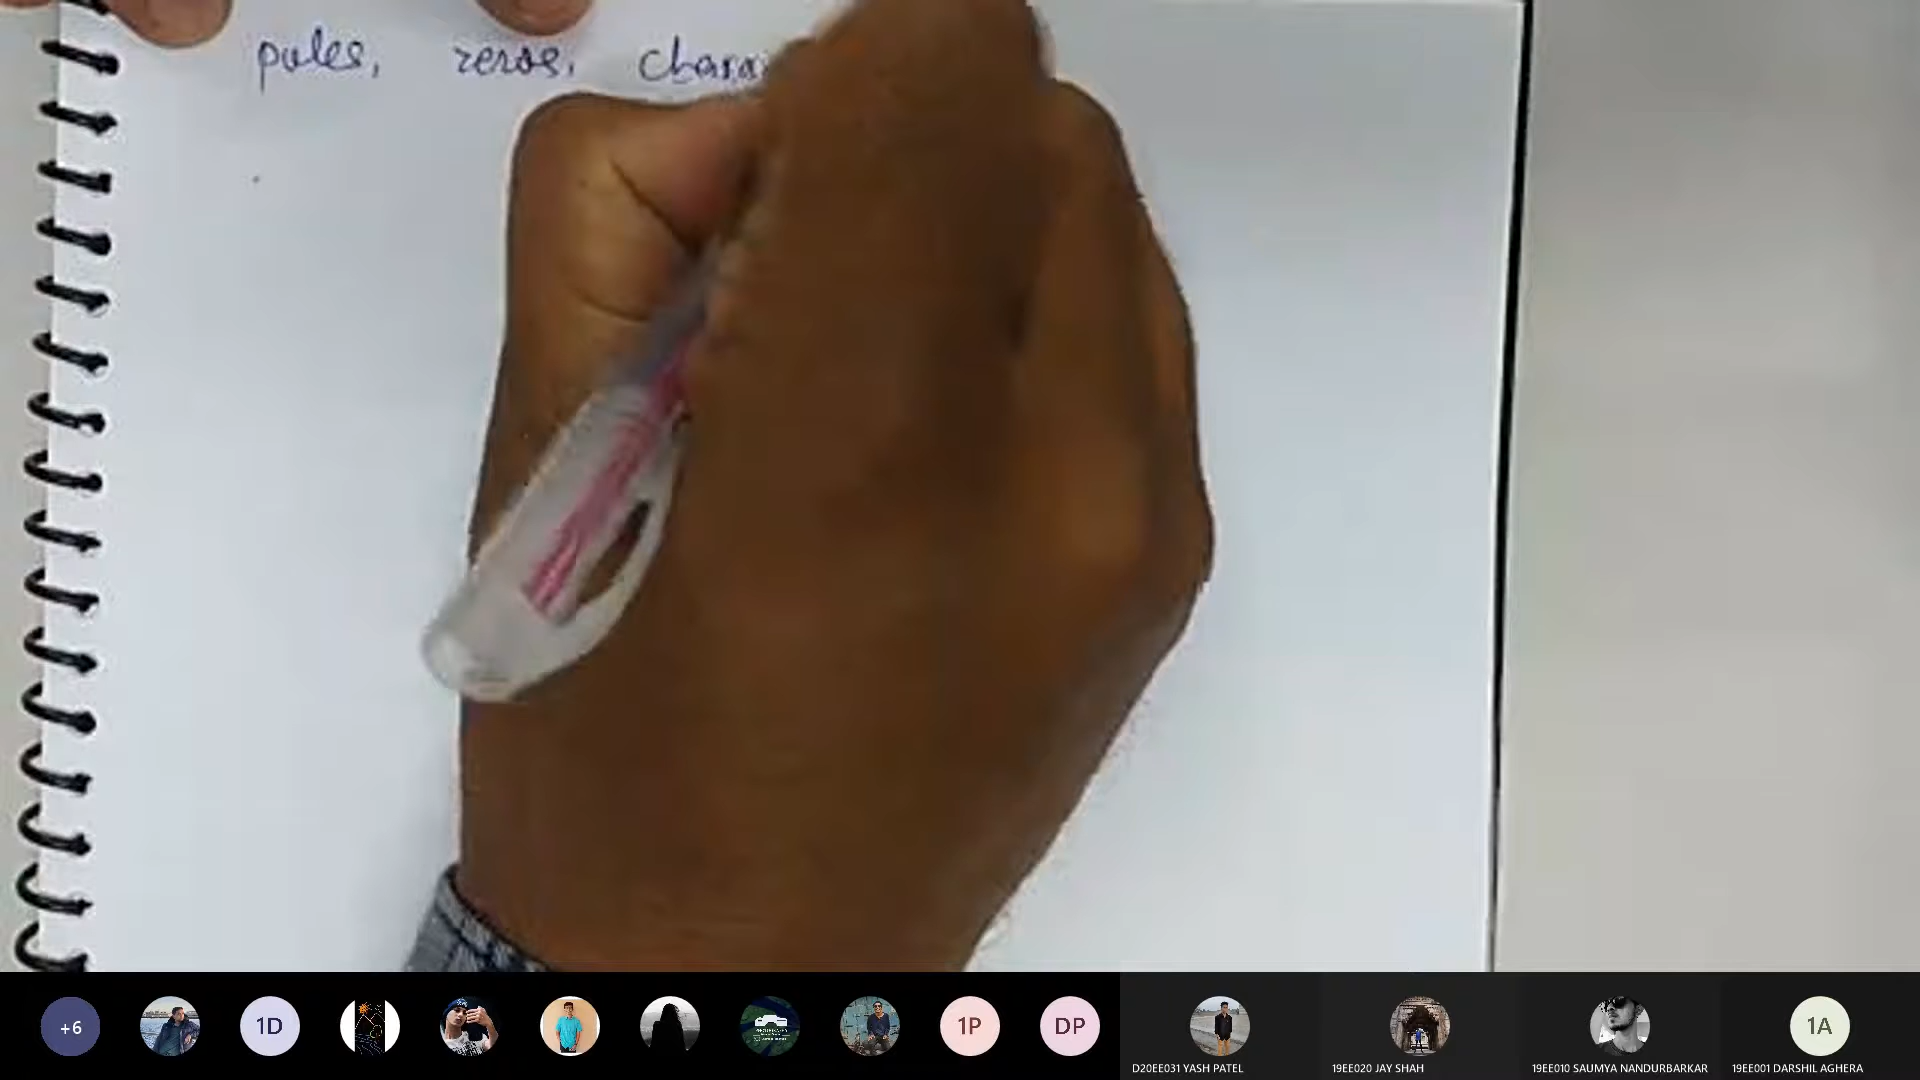 poles, zeros, chara
+6
1D
1P
DP
1A
D20EE031 YASH PATEL
19EE020 JAY SHAH
19EE010 SAUMYA NANDURBARKAR
19EE001 DARSHIL AGHERA